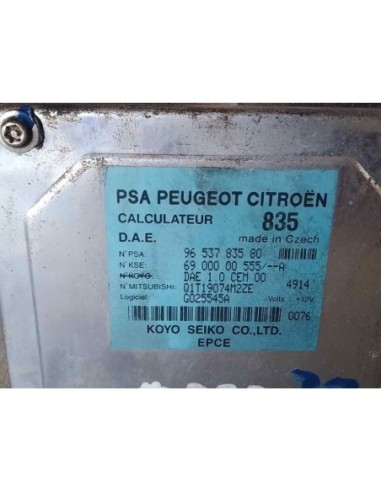 PSA PEUGEOT CITROËN
CALCULATEUR 835
D.A.E. made in Czech
N°PSA: 96 537 835 80
N°KSE: 69 000 00 555/--A
N°KOYO: DAE 1.0 CEM 00
N°MITSUBISHI: Q1T19074M2ZE 4914
Logiciel: G025545A Volts : +12V
0076
KOYO SEIKO CO.,LTD.
EPCE